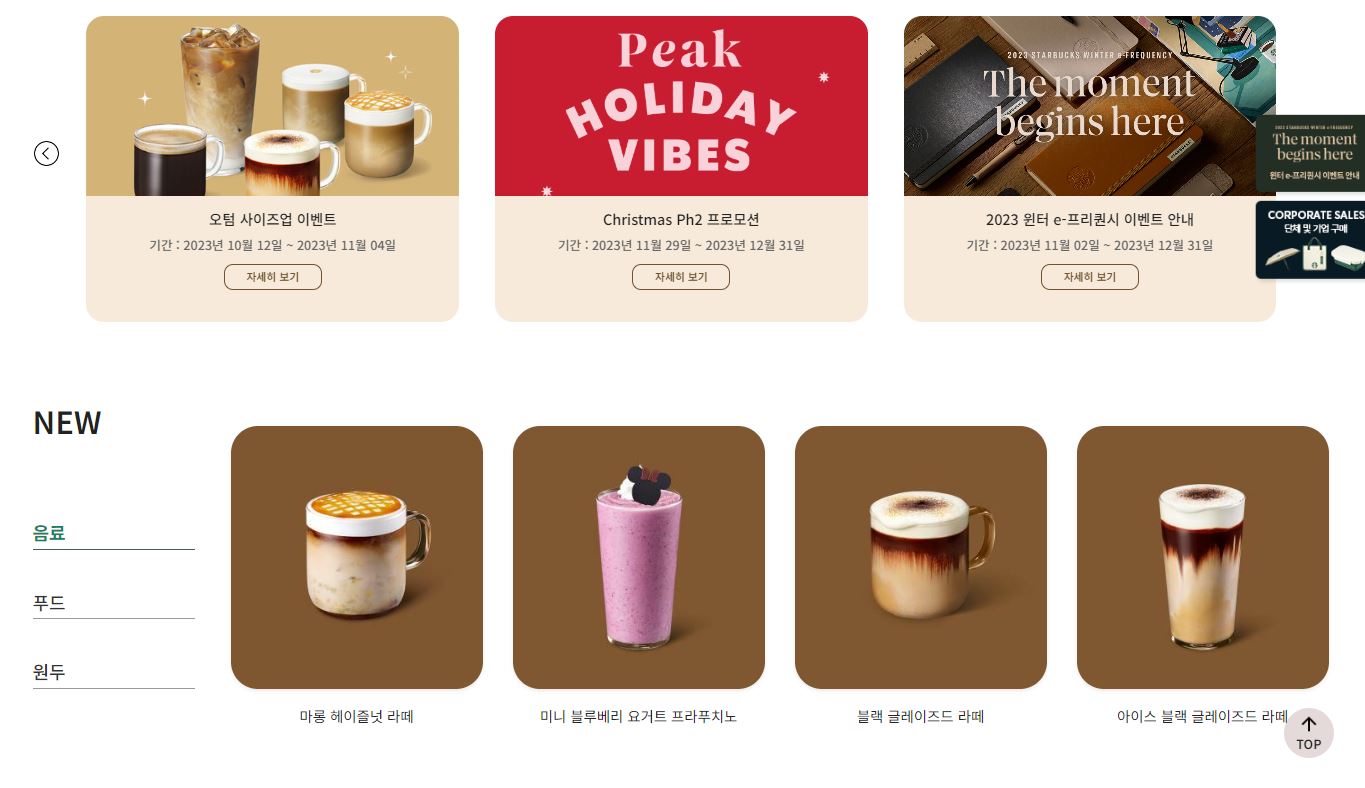 Peak
HOLIDAY
VIBES
2023 STARBUCKS WINTER e-FREQUENCY
The moment
begins here
2023 STARBUCKS WINTER e-FREQUENCY
The moment
begins here
윈터 e-프리퀀시 이벤트 안내
CORPORATE SALES
단체 및 기업 구매
오텀 사이즈업 이벤트
기간 : 2023년 10월 12일 ~ 2023년 11월 04일
자세히 보기
Christmas Ph2 프로모션
기간 : 2023년 11월 29일 ~ 2023년 12월 31일
자세히 보기
2023 윈터 e-프리퀀시 이벤트 안내
기간 : 2023년 11월 02일 ~ 2023년 12월 31일
자세히 보기
NEW
음료
푸드
원두
마롱 헤이즐넛 라떼
미니 블루베리 요거트 프라푸치노
블랙 글레이즈드 라떼
아이스 블랙 글레이즈드 라떼
TOP